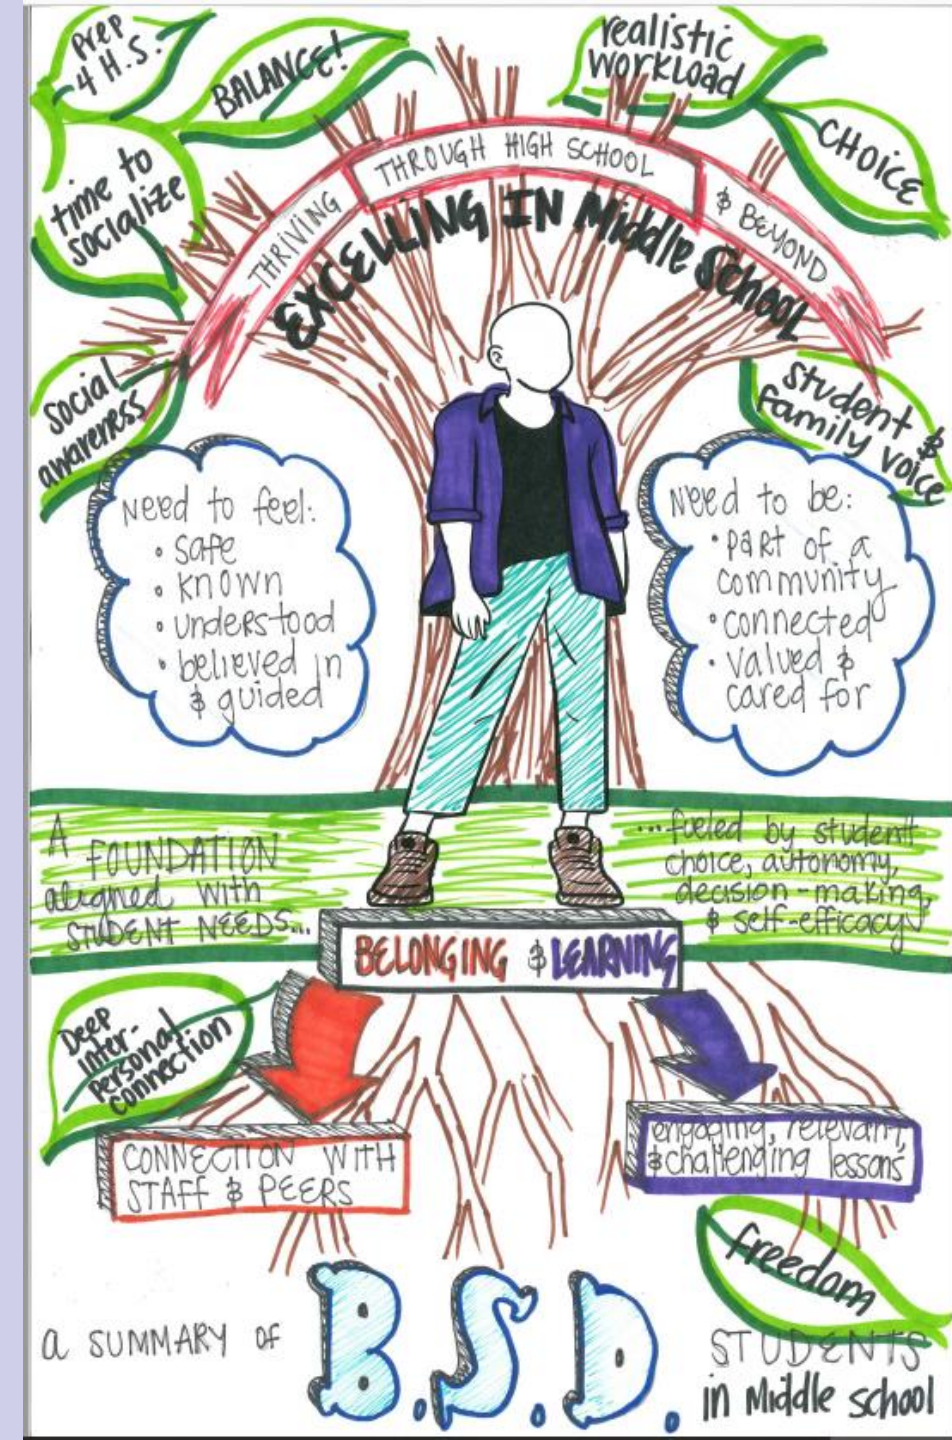 Prep
4 H.S.
BALANCE!
realistic
WORKLOAD
CHOICE
time to
socialize
THRIVING
THROUGH HIGH SCHOOL
& BEYOND
EXCELLING IN Middle School
Social
awareness
student &
family voice
Need to feel:
• safe
• known
• understood
• believed in
& guided
Need to be:
• part of a
community
• connected
• valued &
cared for
A FOUNDATION
aligned with
STUDENT NEEDS...
...fueled by student
choice, autonomy,
decision-making,
& self-efficacy
BELONGING & LEARNING
Deep
Inter-
Personal
connection
CONNECTION WITH
STAFF & PEERS
engaging, relevant,
& challenging lessons
freedom
a SUMMARY OF
B.S.D.
STUDENTS
in Middle school